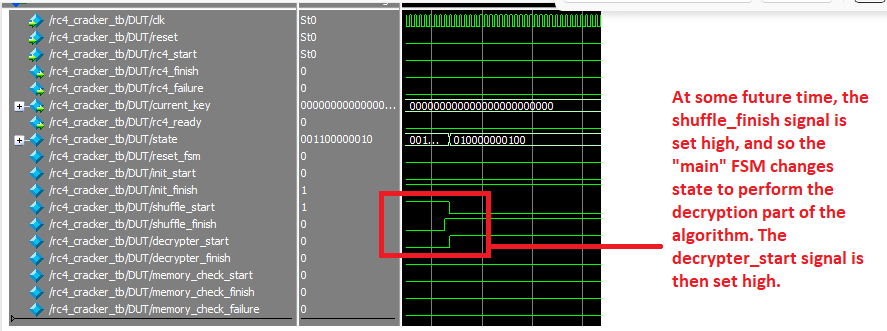 /rc4_cracker_tb/DUT/clk St0
/rc4_cracker_tb/DUT/reset St0
/rc4_cracker_tb/DUT/rc4_start St0
/rc4_cracker_tb/DUT/rc4_finish 0
/rc4_cracker_tb/DUT/rc4_failure 0
/rc4_cracker_tb/DUT/current_key 00000000000000... 000000000000000000000000
/rc4_cracker_tb/DUT/rc4_ready 0
/rc4_cracker_tb/DUT/state 001100000010 001... 010000000100
/rc4_cracker_tb/DUT/reset_fsm 0
/rc4_cracker_tb/DUT/init_start 0
/rc4_cracker_tb/DUT/init_finish 1
/rc4_cracker_tb/DUT/shuffle_start 1
/rc4_cracker_tb/DUT/shuffle_finish 0
/rc4_cracker_tb/DUT/decrypter_start 0
/rc4_cracker_tb/DUT/decrypter_finish 0
/rc4_cracker_tb/DUT/memory_check_start 0
/rc4_cracker_tb/DUT/memory_check_finish 0
/rc4_cracker_tb/DUT/memory_check_failure 0
At some future time, the
shuffle_finish signal is
set high, and so the
"main" FSM changes
state to perform the
decryption part of the
algorithm. The
decrypter_start signal is
then set high.